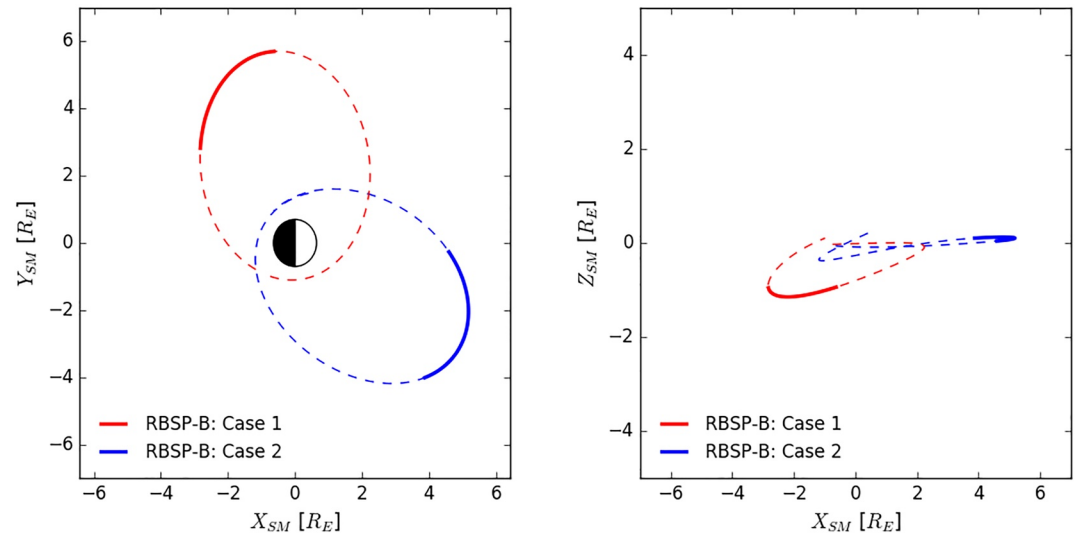 6
4
2
0
−2
−4
−6
Y_SM [R_E]
RBSP-B: Case 1
RBSP-B: Case 2
−6 −4 −2 0 2 4 6
X_SM [R_E]
4
2
0
−2
−4
Z_SM [R_E]
RBSP-B: Case 1
RBSP-B: Case 2
−6 −4 −2 0 2 4 6
X_SM [R_E]